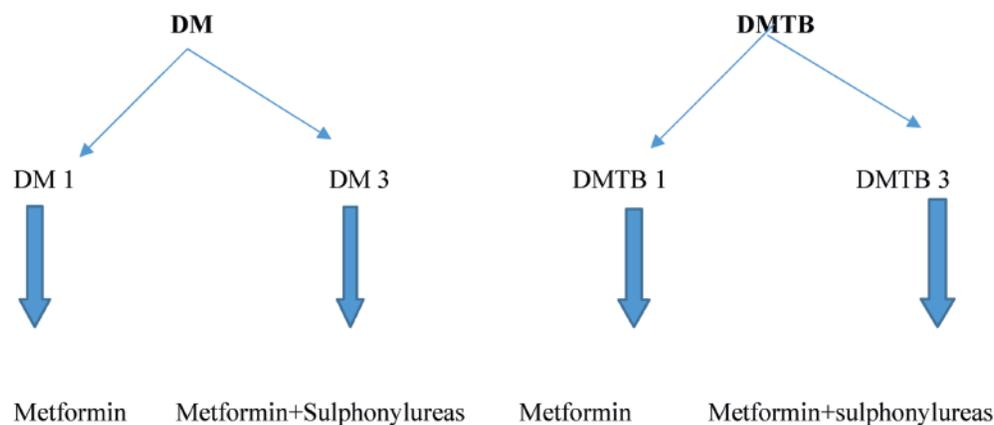 DM DMTB
DM 1 DM 3 DMTB 1 DMTB 3
Metformin Metformin+Sulphonylureas Metformin Metformin+sulphonylureas